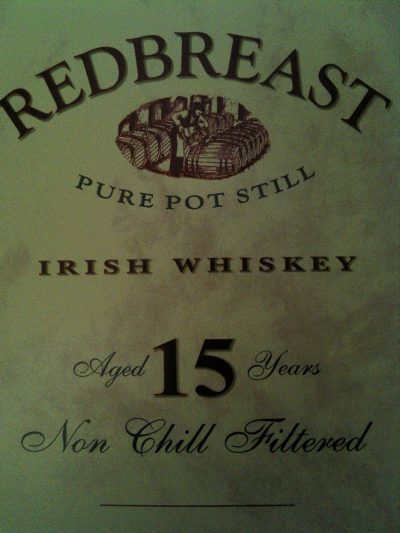 REDBREAST
PURE POT STILL
IRISH WHISKEY
Aged 15 Years
Non Chill Filtered